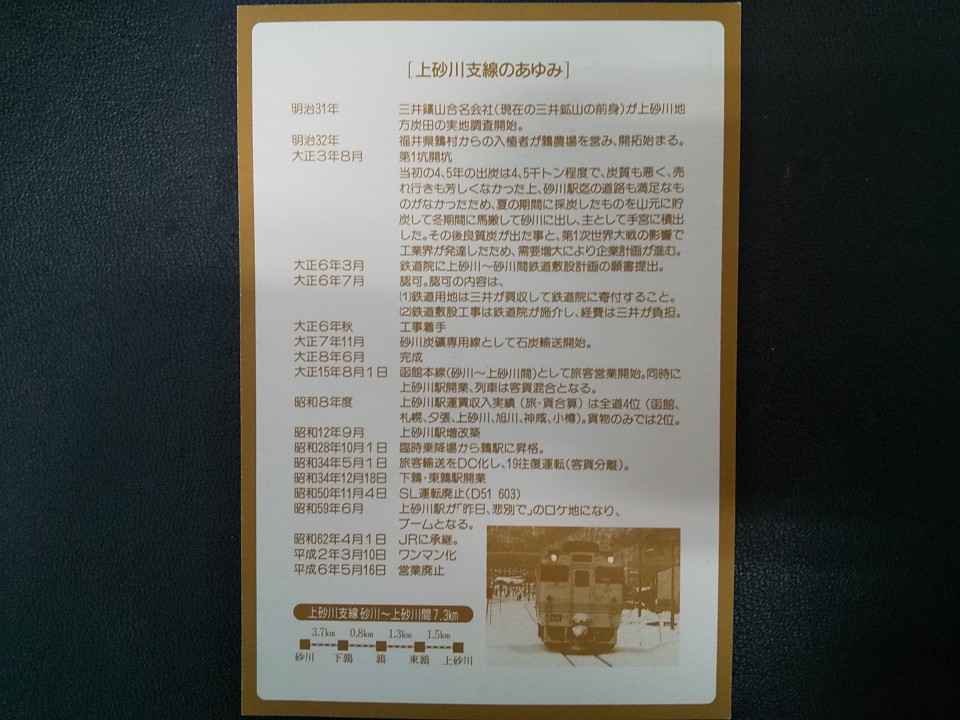 [上砂川支線のあゆみ]
明治31年 三井鑛山合名会社(現在の三井鉱山の前身)が上砂川地
方炭田の実地調査開始。
明治32年 福井県鶉村からの入植者が鶉農場を営み、開拓始まる。
大正3年8月 第1坑開坑
当初の4、5年の出炭は4、5千トン程度で、炭質も悪く、売
れ行きも芳しくなかった上、砂川駅迄の道路も満足なも
のがなかったため、夏の期間に採炭したものを山元に貯
炭して冬期間に馬搬して砂川に出し、主として手宮に積出
した。その後良質炭が出た事と、第1次世界大戦の影響で
工業界が発達したため、需要増大により企業計画が進む。
大正6年3月 鉄道院に上砂川〜砂川間鉄道敷設計画の願書提出。
大正6年7月 認可。認可の内容は、
(1)鉄道用地は三井が買収して鉄道院に寄付すること。
(2)鉄道敷設工事は鉄道院が施介し、経費は三井が負担。
大正6年秋 工事着手
大正7年11月 砂川炭礦専用線として石炭輸送開始。
大正8年6月 完成
大正15年8月1日 函館本線(砂川〜上砂川間)として旅客営業開始。同時に
上砂川駅開業、列車は客貨混合となる。
昭和8年度 上砂川駅運賃収入実績(旅・貨合算)は全道4位(函館、
札幌、夕張、上砂川、旭川、神威、小樽)。貨物のみでは2位。
昭和12年9月 上砂川駅増改築
昭和28年10月1日 臨時乗降場から鶉駅に昇格。
昭和34年5月1日 旅客輸送をDC化し、19往復運転(客貨分離)。
昭和34年12月18日 下鶉・東鶉駅開業
昭和50年11月4日 SL運転廃止(D51 603)
昭和59年6月 上砂川駅が「昨日、悲別で」のロケ地になり、
ブームとなる。
昭和62年4月1日 JRに承継。
平成2年3月10日 ワンマン化
平成6年5月16日 営業廃止
上砂川支線 砂川〜上砂川間 7.3km
3.7km 0.8km 1.3km 1.5km
砂川 下鶉 鶉 東鶉 上砂川